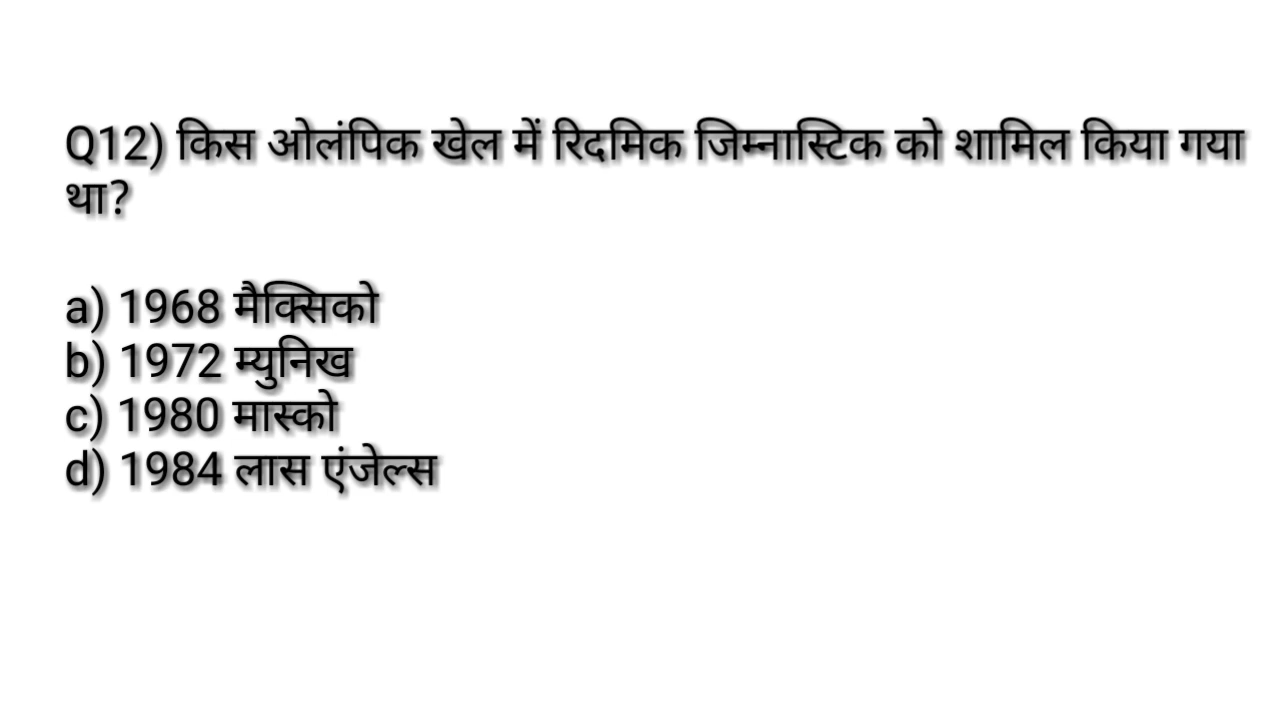 Q12) किस ओलंपिक खेल में रिदमिक जिम्नास्टिक को शामिल किया गया
था?
a) 1968 मैक्सिको
b) 1972 म्युनिख
c) 1980 मास्को
d) 1984 लास एंजेल्स